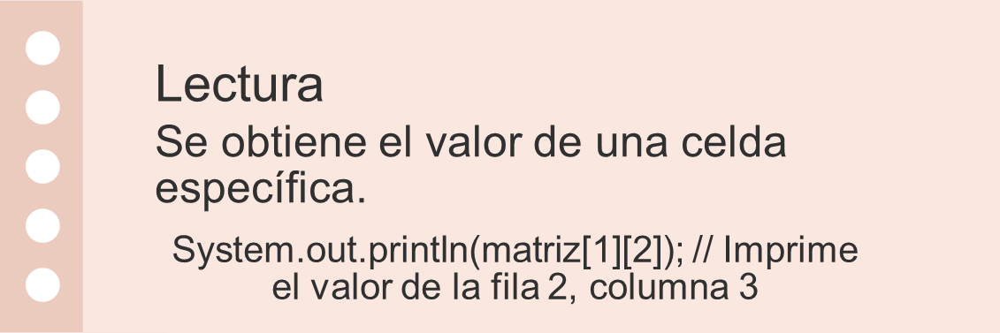 Lectura
Se obtiene el valor de una celda
específica.
System.out.println(matriz[1][2]); // Imprime
el valor de la fila 2, columna 3